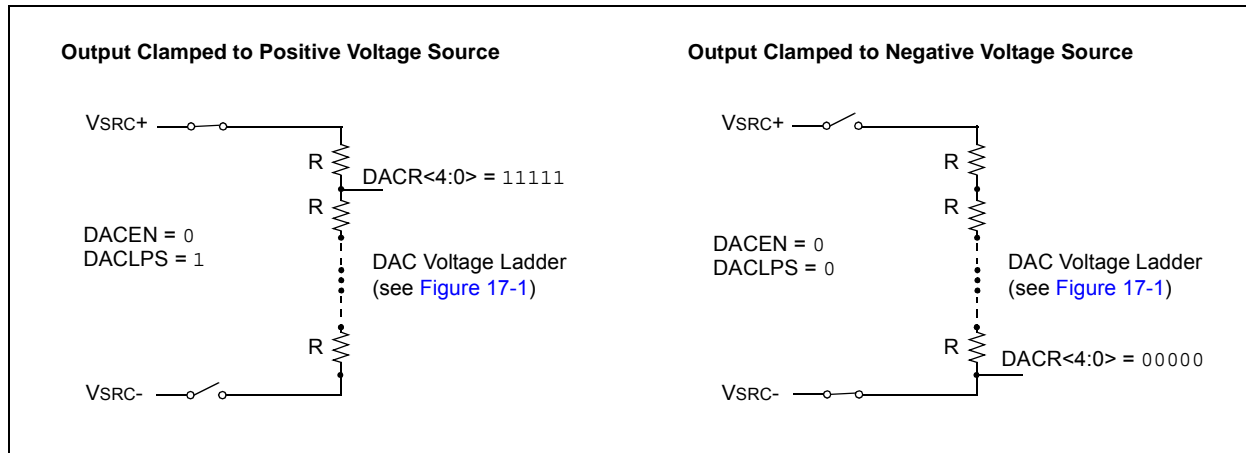 Output Clamped to Positive Voltage Source
VSRC+
R
DACR<4:0> = 11111
R
DACEN = 0
DACLPS = 1
DAC Voltage Ladder
(see Figure 17-1)
R
VSRC-
Output Clamped to Negative Voltage Source
VSRC+
R
R
DACEN = 0
DACLPS = 0
DAC Voltage Ladder
(see Figure 17-1)
R
DACR<4:0> = 00000
VSRC-